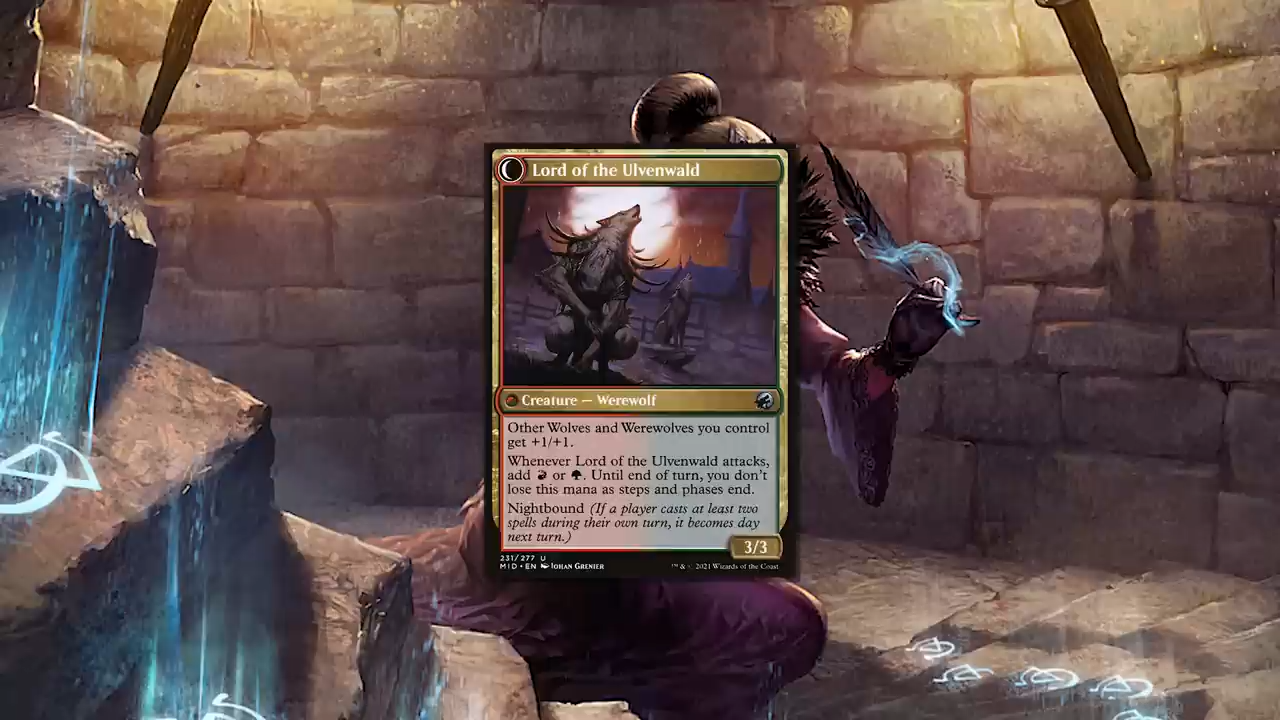 Lord of the Ulvenwald
Creature — Werewolf
Other Wolves and Werewolves you control
get +1/+1.
Whenever Lord of the Ulvenwald attacks,
add or . Until end of turn, you don't
lose this mana as steps and phases end.
Nightbound (If a player casts at least two
spells during their own turn, it becomes day
next turn.)
3/3
231/277 U
MID • EN Johan Grenier
™ & © 2021 Wizards of the Coast